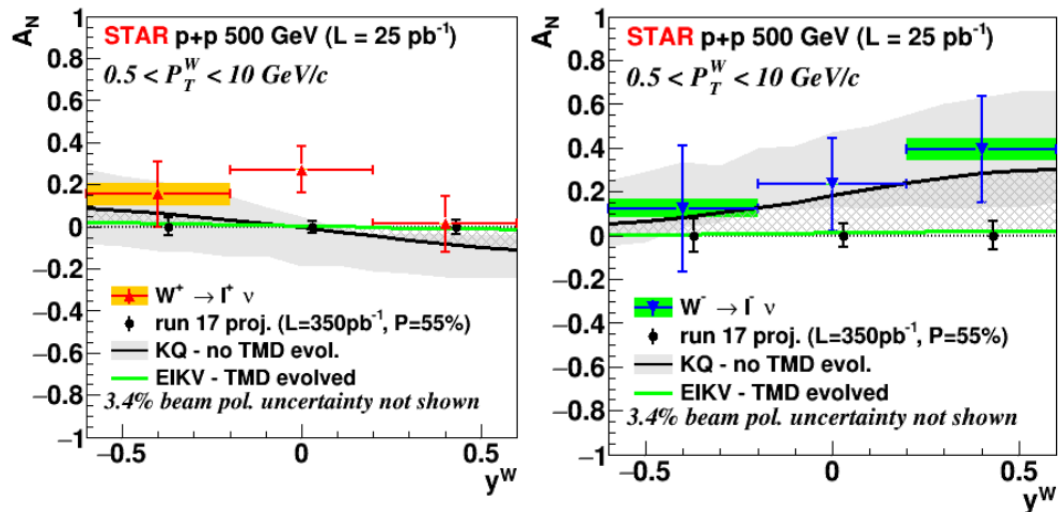 A_N
STAR p+p 500 GeV (L = 25 pb⁻¹)
0.5 < P_T^W < 10 GeV/c
W⁺ → l⁺ ν
run 17 proj. (L=350pb⁻¹, P=55%)
KQ - no TMD evol.
EIKV - TMD evolved
3.4% beam pol. uncertainty not shown
1
0.8
0.6
0.4
0.2
0
−0.2
−0.4
−0.6
−0.8
−1
−0.5
0
0.5
y^W
A_N
STAR p+p 500 GeV (L = 25 pb⁻¹)
0.5 < P_T^W < 10 GeV/c
W⁻ → l⁻ ν
run 17 proj. (L=350pb⁻¹, P=55%)
KQ - no TMD evol.
EIKV - TMD evolved
3.4% beam pol. uncertainty not shown
1
0.8
0.6
0.4
0.2
0
−0.2
−0.4
−0.6
−0.8
−1
−0.5
0
0.5
y^W